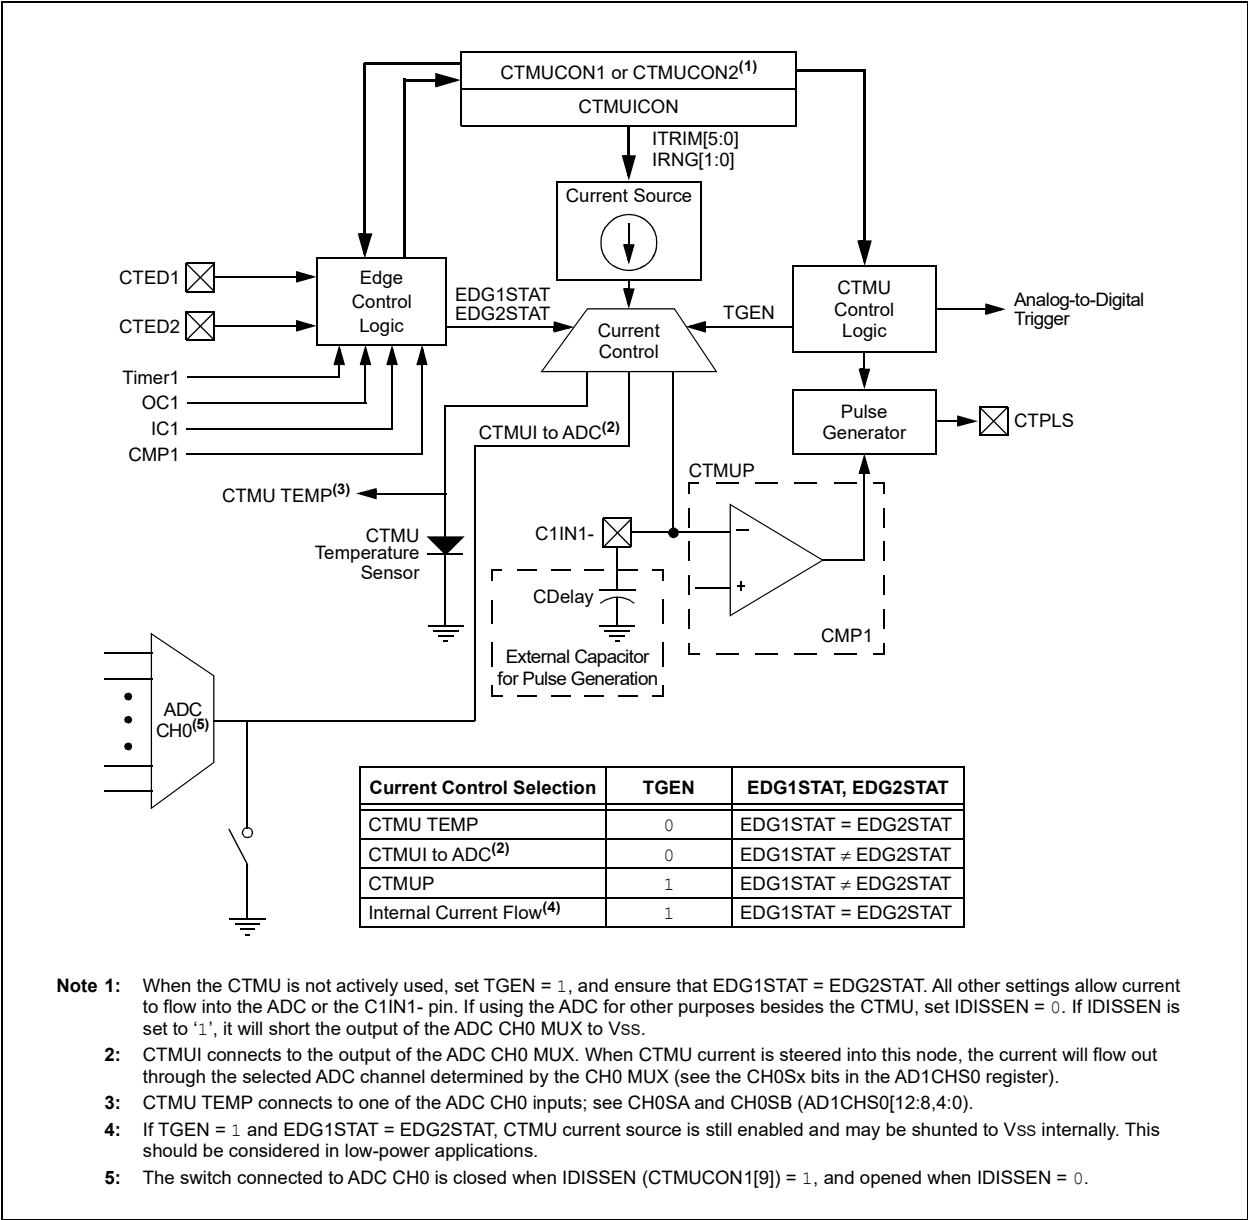 CTMUCON1 or CTMUCON2(1)
CTMUICON
ITRIM[5:0]
IRNG[1:0]
Current Source
CTED1
CTED2
Edge
Control
Logic
EDG1STAT
EDG2STAT
Current
Control
TGEN
CTMU
Control
Logic
Analog-to-Digital
Trigger
Timer1
OC1
IC1
CMP1
Pulse
Generator
CTPLS
CTMUI to ADC(2)
CTMUP
CTMU TEMP(3)
CTMU
Temperature
Sensor
C1IN1-
−
+
CDelay
CMP1
External Capacitor
for Pulse Generation
ADC
CH0(5)
Current Control Selection TGEN EDG1STAT, EDG2STAT
CTMU TEMP 0 EDG1STAT = EDG2STAT
CTMUI to ADC(2) 0 EDG1STAT ≠ EDG2STAT
CTMUP 1 EDG1STAT ≠ EDG2STAT
Internal Current Flow(4) 1 EDG1STAT = EDG2STAT
Note 1: When the CTMU is not actively used, set TGEN = 1, and ensure that EDG1STAT = EDG2STAT. All other settings allow current
to flow into the ADC or the C1IN1- pin. If using the ADC for other purposes besides the CTMU, set IDISSEN = 0. If IDISSEN is
set to ‘1’, it will short the output of the ADC CH0 MUX to VSS.
2: CTMUI connects to the output of the ADC CH0 MUX. When CTMU current is steered into this node, the current will flow out
through the selected ADC channel determined by the CH0 MUX (see the CH0Sx bits in the AD1CHS0 register).
3: CTMU TEMP connects to one of the ADC CH0 inputs; see CH0SA and CH0SB (AD1CHS0[12:8,4:0).
4: If TGEN = 1 and EDG1STAT = EDG2STAT, CTMU current source is still enabled and may be shunted to VSS internally. This
should be considered in low-power applications.
5: The switch connected to ADC CH0 is closed when IDISSEN (CTMUCON1[9]) = 1, and opened when IDISSEN = 0.